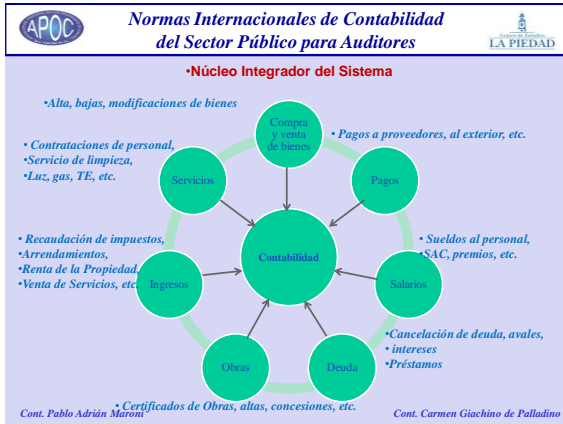 APOC
Normas Internacionales de Contabilidad
del Sector Público para Auditores
LA PIEDAD
•Núcleo Integrador del Sistema
•Alta, bajas, modificaciones de bienes
Compra
y venta
de bienes
• Pagos a proveedores, al exterior, etc.
• Contrataciones de personal,
•Servicio de limpieza,
•Luz, gas, TE, etc.
Servicios
Pagos
• Recaudación de impuestos,
•Arrendamientos,
•Renta de la Propiedad,
•Venta de Servicios, etc.
Ingresos
Contabilidad
• Sueldos al personal,
•SAC, premios, etc.
Salarios
Obras
Deuda
•Cancelación de deuda, avales,
• intereses
•Préstamos
• Certificados de Obras, altas, concesiones, etc.
Cont. Pablo Adrián Maroni
Cont. Carmen Giachino de Palladino